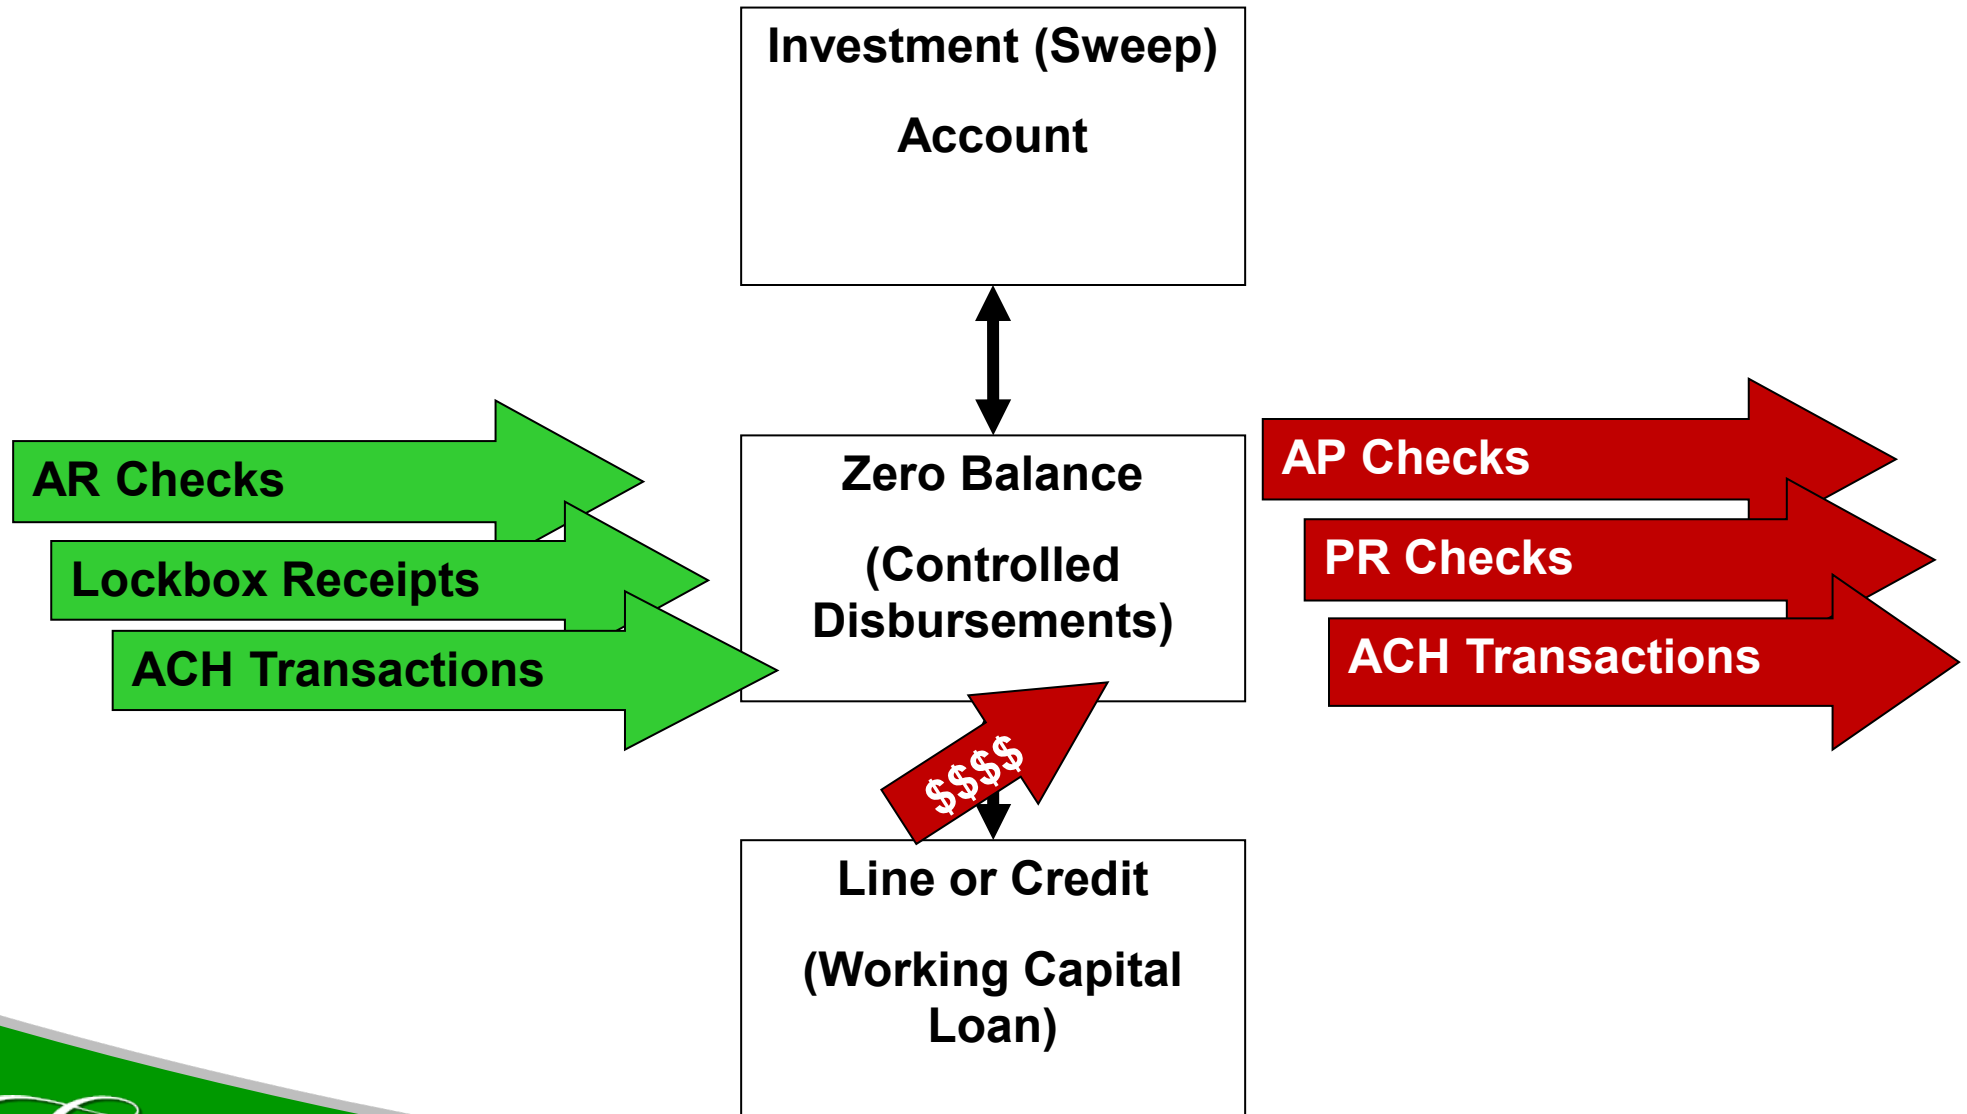 Investment (Sweep)
Account
AR Checks
Lockbox Receipts
ACH Transactions
Zero Balance
(Controlled
Disbursements)
AP Checks
PR Checks
ACH Transactions
$$$$
Line or Credit
(Working Capital
Loan)